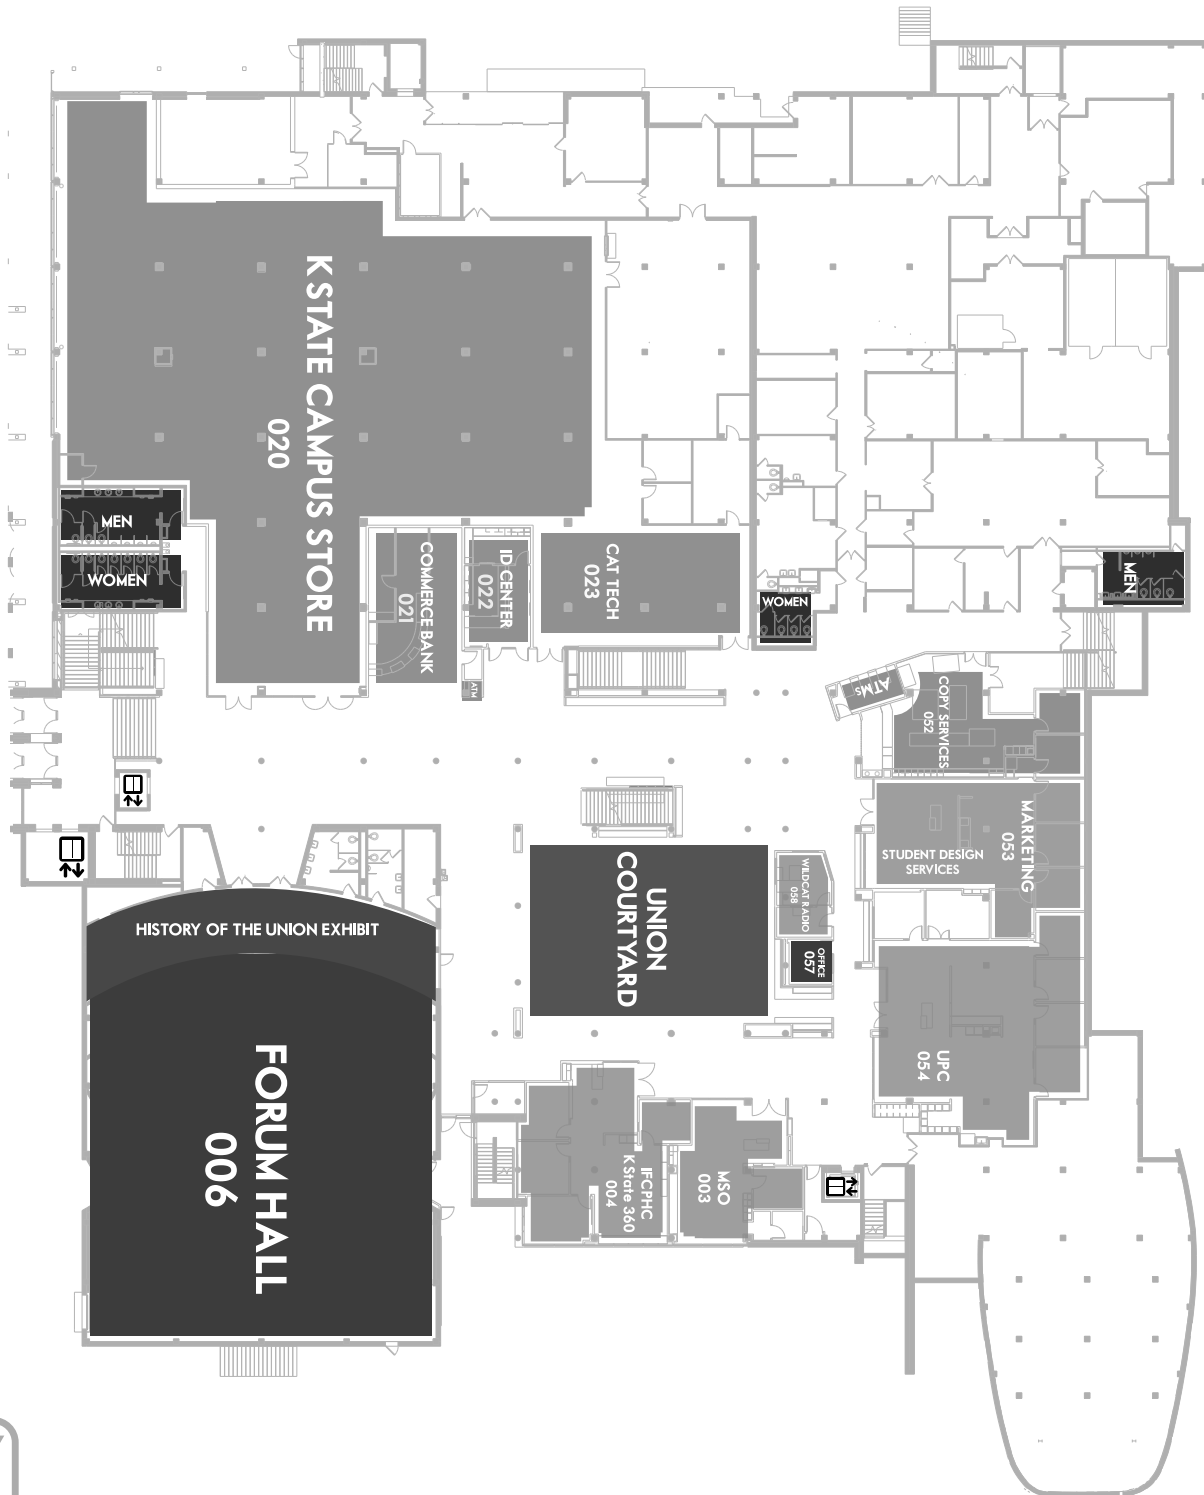 K-STATE CAMPUS STORE
020
MEN
WOMEN
COMMERCE BANK
021
ID CENTER
022
CAT TECH
023
WOMEN
MEN
ATM
ATMs
COPY SERVICES
052
MARKETING
053
STUDENT DESIGN
SERVICES
UNION
COURTYARD
WILDCAT RADIO
058
OFFICE
057
HISTORY OF THE UNION EXHIBIT
FORUM HALL
006
UPC
054
IFCPHC
K State 360
004
MSO
003